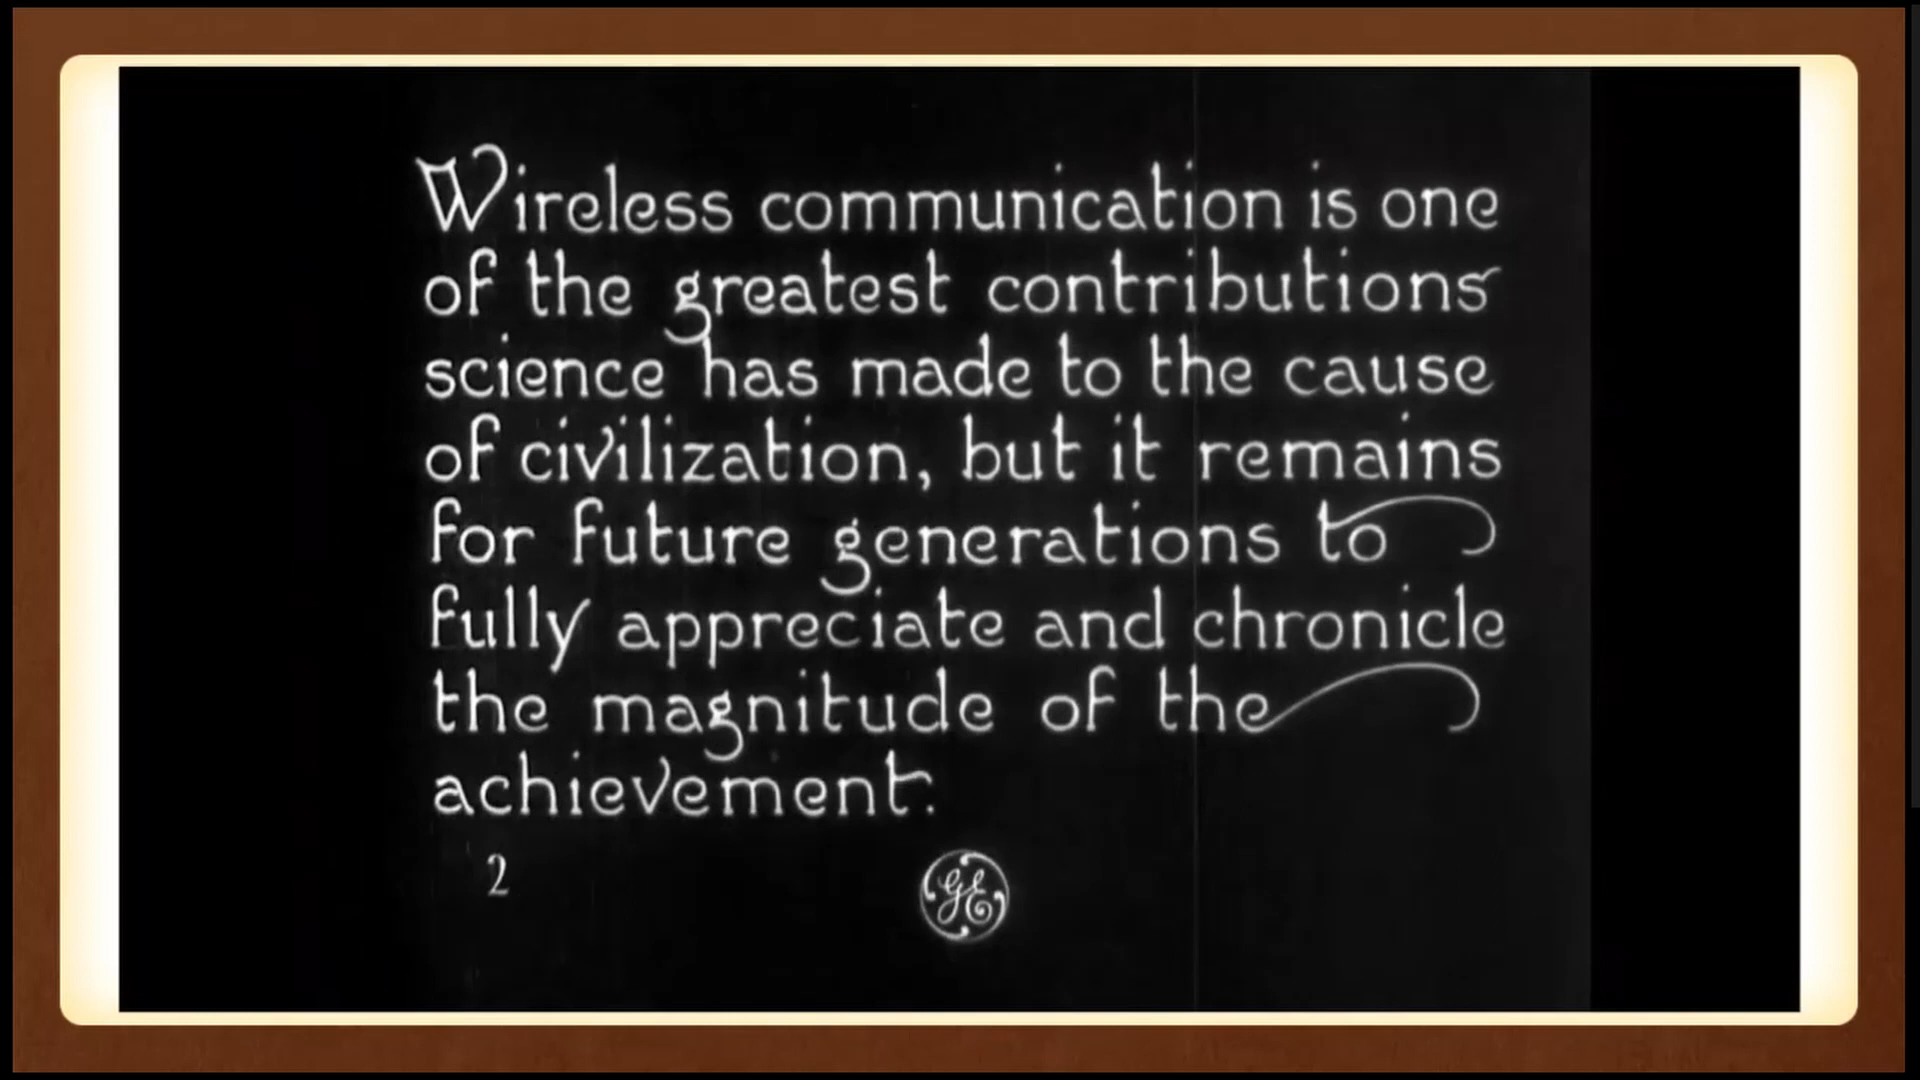 Wireless communication is one
of the greatest contributions
science has made to the cause
of civilization, but it remains
for future generations to
fully appreciate and chronicle
the magnitude of the
achievement.
2
GE